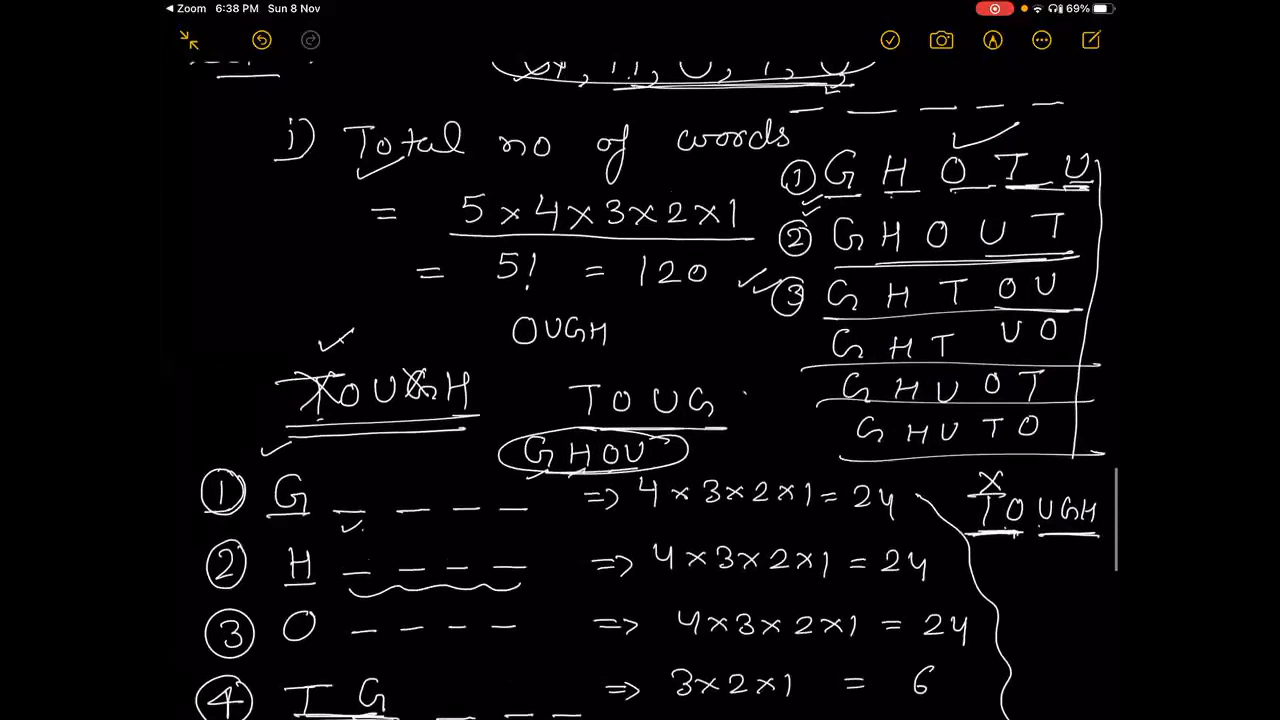 Zoom 6:38 PM Sun 8 Nov 69%
i) Total no of words
= 5 × 4 × 3 × 2 × 1
= 5! = 120
① G H O T U
② G H O U T
③ G H T O U
G H T U O
G H U O T
G H U T O
OUGH
TOUGH
TOUG
GHOU
① G _ _ _ _ => 4 × 3 × 2 × 1 = 24
X
TOUGH
② H _ _ _ _ => 4 × 3 × 2 × 1 = 24
③ O _ _ _ _ => 4 × 3 × 2 × 1 = 24
④ T G _ _ _ => 3 × 2 × 1 = 6